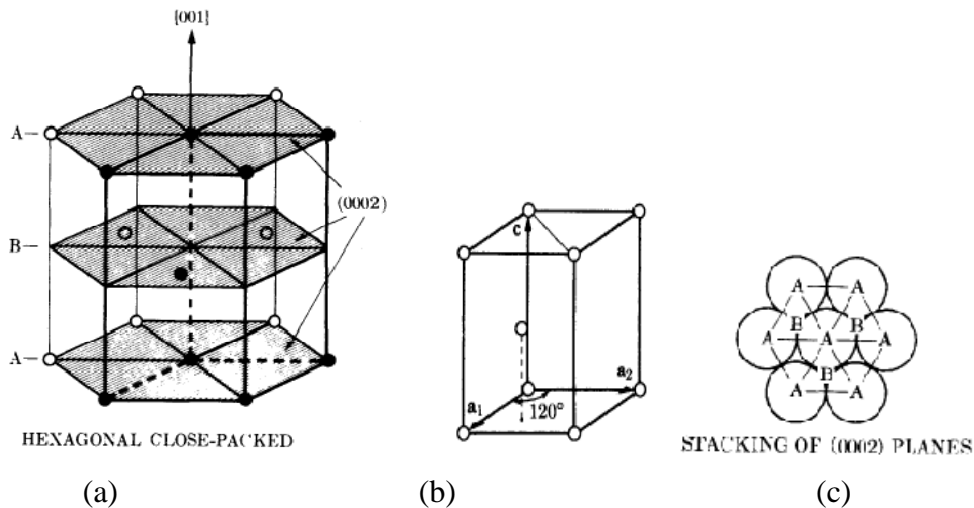 [001]
A—
(0002)
B—
A—
HEXAGONAL CLOSE-PACKED
(a)
c
a₁
a₂
120°
(b)
A
A
B
B
A
A
A
B
A
A
STACKING OF (0002) PLANES
(c)